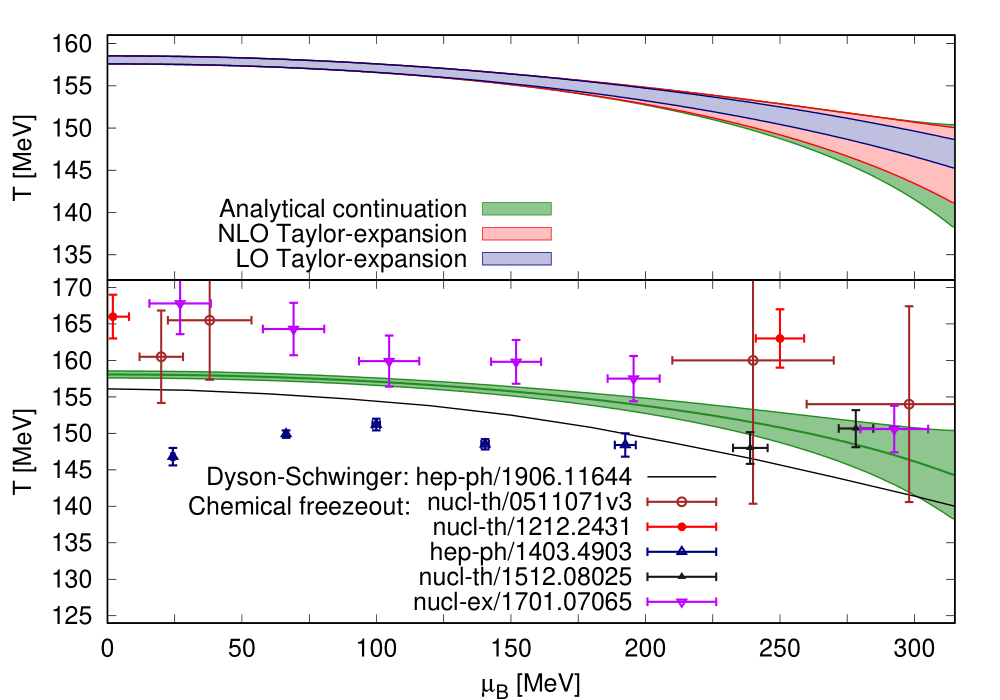 160
155
150
145
140
135
T [MeV]
Analytical continuation
NLO Taylor-expansion
LO Taylor-expansion
170
165
160
155
150
145
140
135
130
125
T [MeV]
Dyson-Schwinger: hep-ph/1906.11644
Chemical freezeout: nucl-th/0511071v3
nucl-th/1212.2431
hep-ph/1403.4903
nucl-th/1512.08025
nucl-ex/1701.07065
0 50 100 150 200 250 300
μB [MeV]